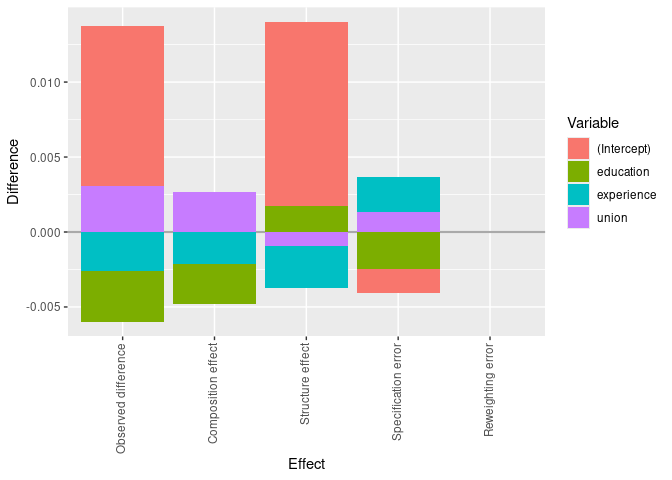 0.010
0.005
0.000
-0.005
Difference
Observed difference
Composition effect
Structure effect
Specification error
Reweighting error
Effect
Variable
(Intercept)
education
experience
union